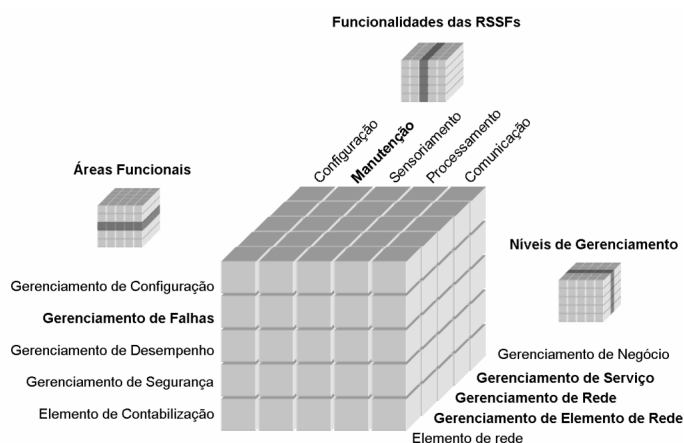 Funcionalidades das RSSFs
Configuração
Manutenção
Sensoriamento
Processamento
Comunicação
Áreas Funcionais
Níveis de Gerenciamento
Gerenciamento de Configuração
Gerenciamento de Falhas
Gerenciamento de Desempenho
Gerenciamento de Segurança
Elemento de Contabilização
Gerenciamento de Negócio
Gerenciamento de Serviço
Gerenciamento de Rede
Gerenciamento de Elemento de Rede
Elemento de rede